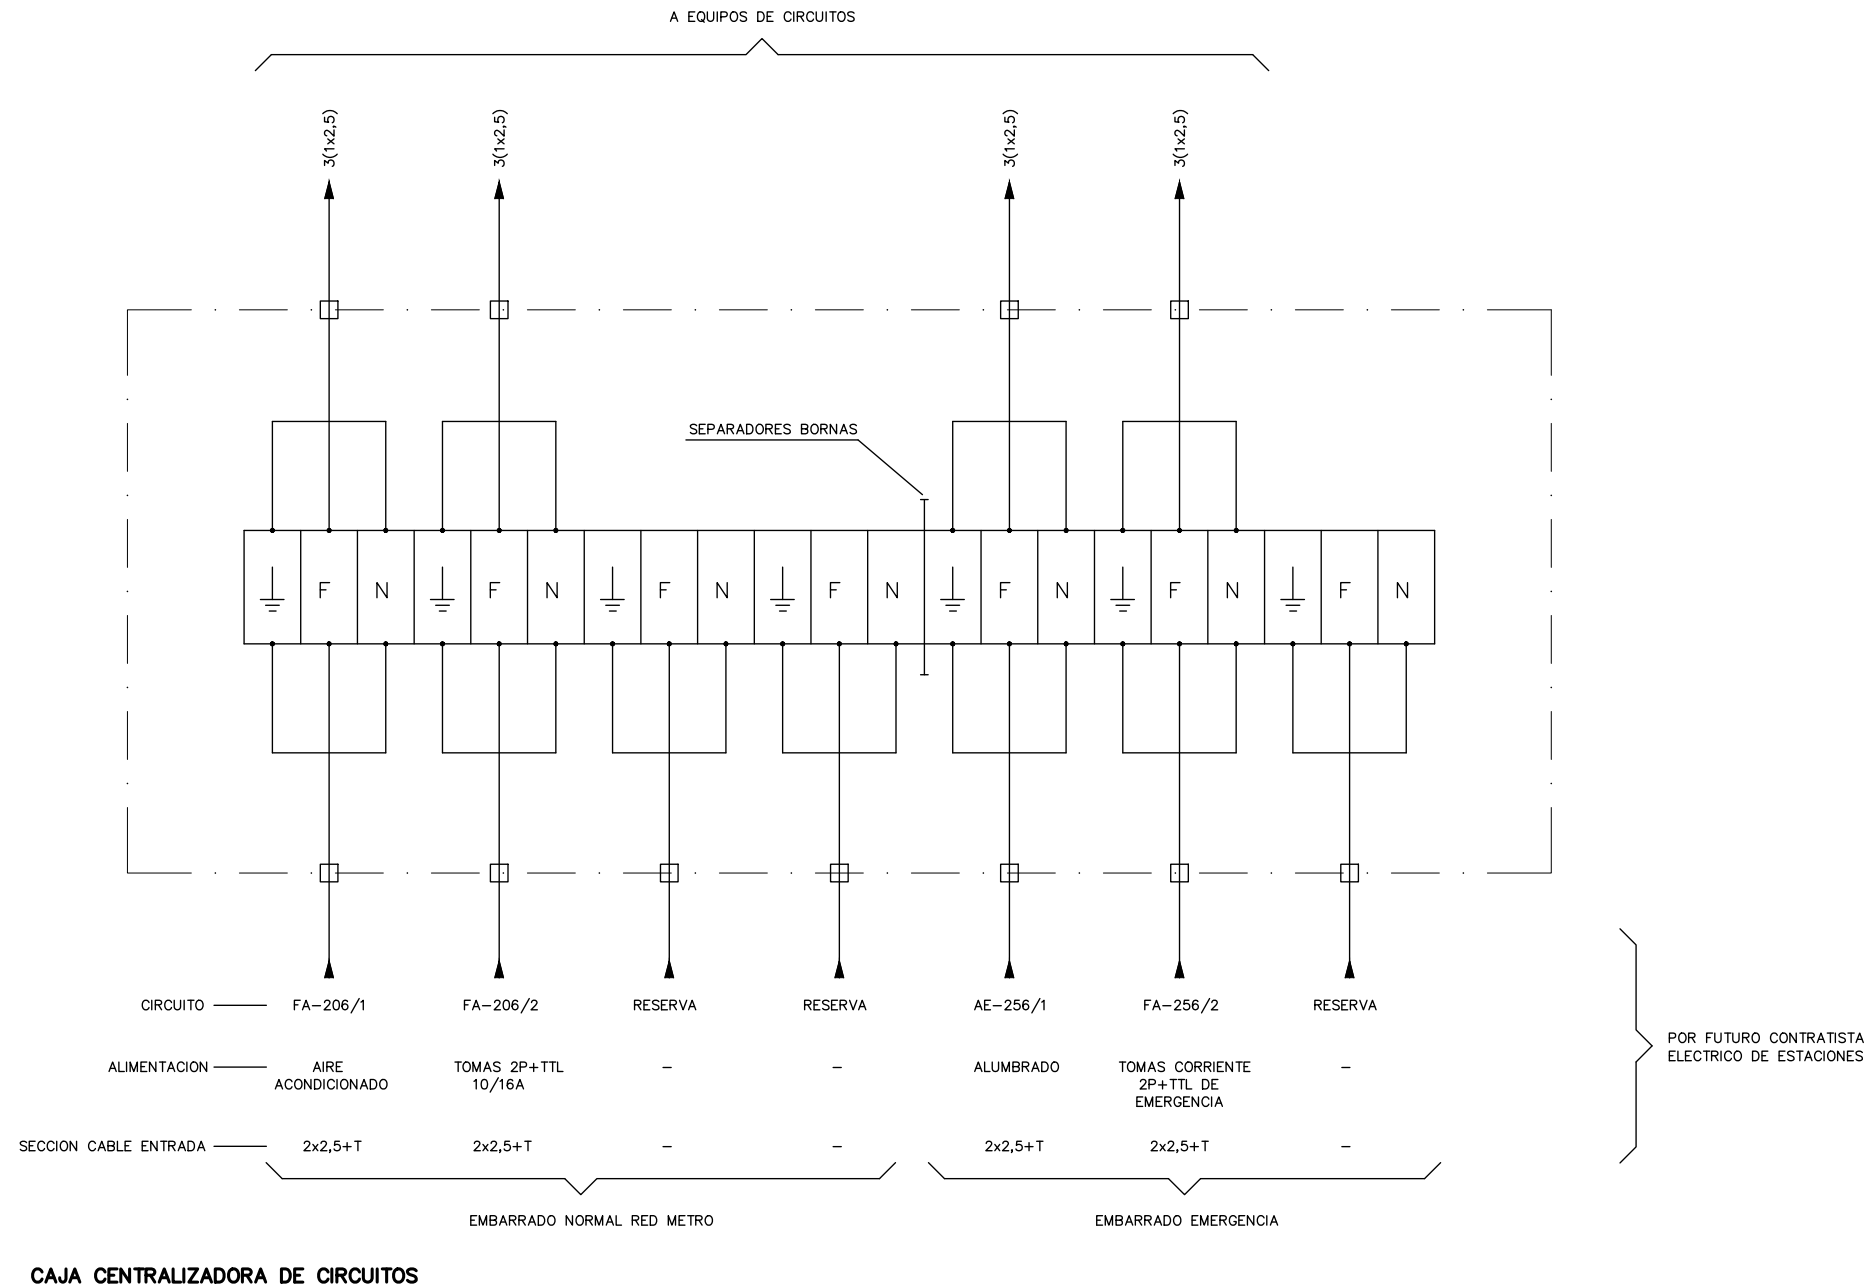 A EQUIPOS DE CIRCUITOS
3(1x2,5) 3(1x2,5) 3(1x2,5) 3(1x2,5)
SEPARADORES BORNAS
F N F N F N F N F N F N F N
CIRCUITO FA-206/1 FA-206/2 RESERVA RESERVA AE-256/1 FA-256/2 RESERVA
POR FUTURO CONTRATISTA
ELECTRICO DE ESTACIONES
ALIMENTACION AIRE TOMAS 2P+TTL - - ALUMBRADO TOMAS CORRIENTE -
ACONDICIONADO 10/16A 2P+TTL DE
EMERGENCIA
SECCION CABLE ENTRADA 2x2,5+T 2x2,5+T - - 2x2,5+T 2x2,5+T -
EMBARRADO NORMAL RED METRO EMBARRADO EMERGENCIA
CAJA CENTRALIZADORA DE CIRCUITOS